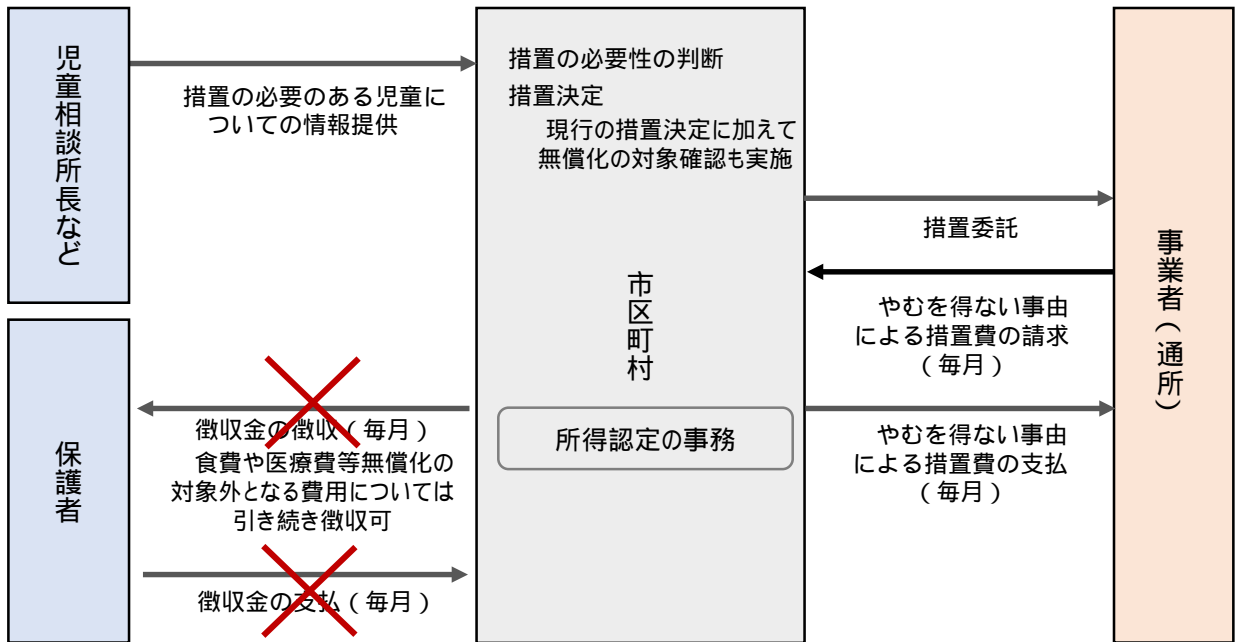 児童相談所長など
措置の必要のある児童に
ついての情報提供
措置の必要性の判断
措置決定
現行の措置決定に加えて
無償化の対象確認も実施
市区町村
所得認定の事務
措置委託
やむを得ない事由
による措置費の請求
(毎月)
やむを得ない事由
による措置費の支払
(毎月)
事業者(通所)
保護者
徴収金の徴収(毎月)
食費や医療費等無償化の
対象外となる費用については
引き続き徴収可
徴収金の支払(毎月)